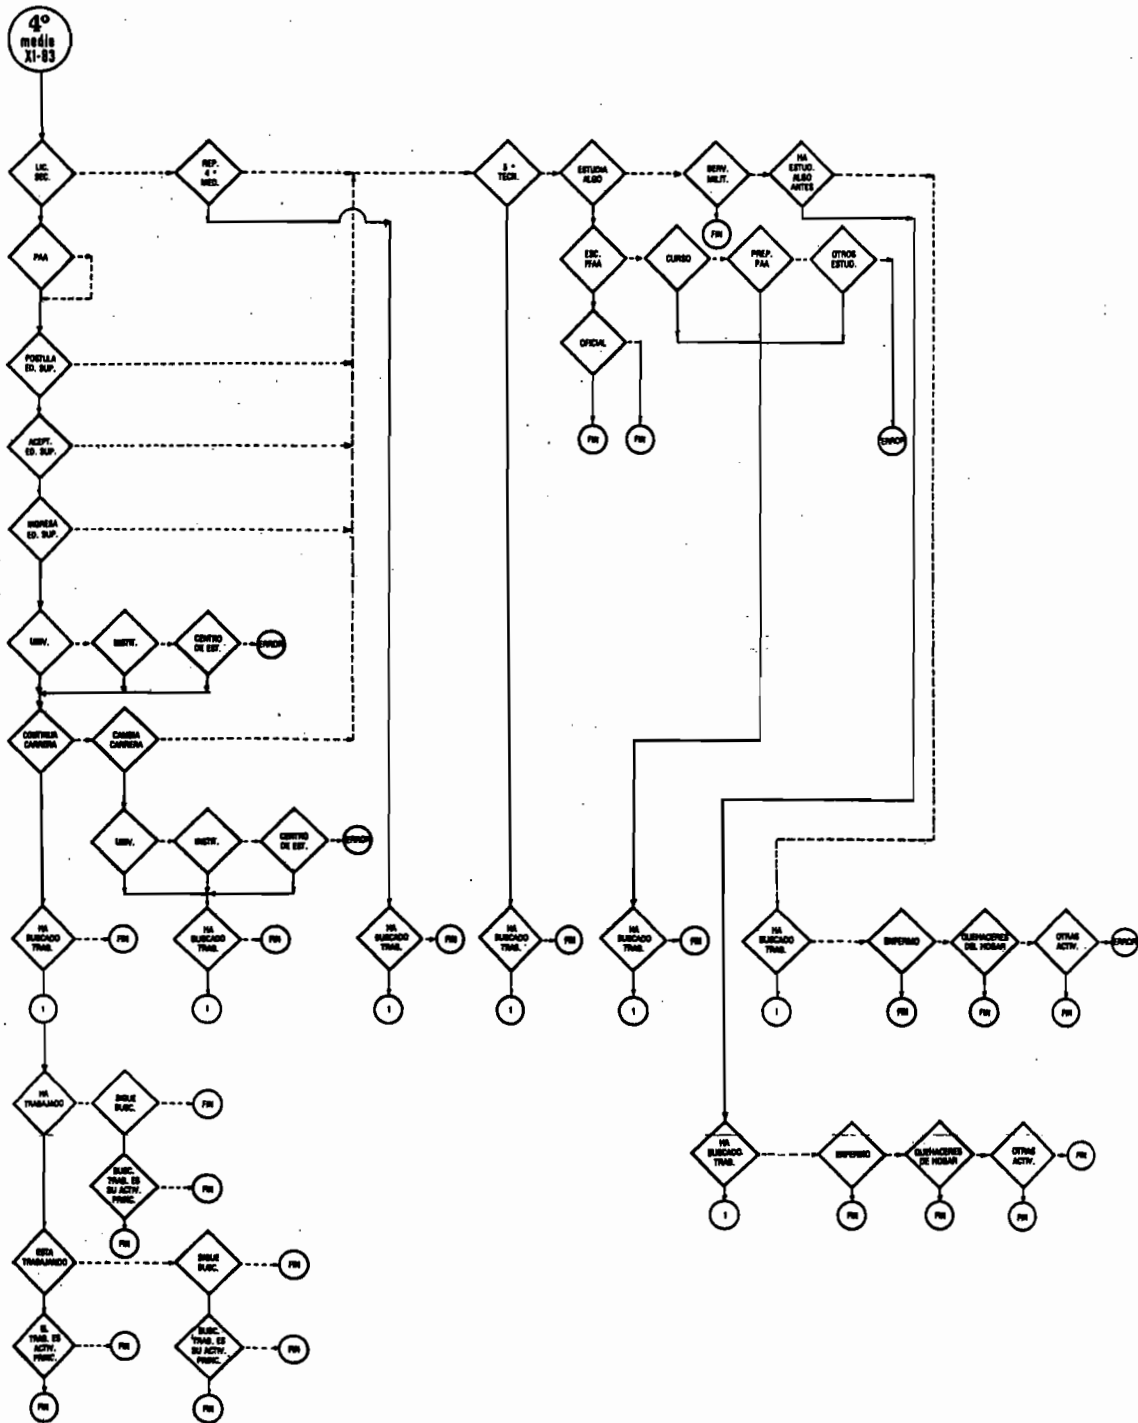 4º
medio
XI-83
LIC.
SEC.
REP.
4º
MED.
5º
TECN.
ESTUDIA
ALGO
SERV.
MILIT.
HA
ESTUD.
ALGO
ANTES
FIN
PAA
ESC.
FFAA
CURSO
PREP.
PAA
OTROS
ESTUD.
OFICIAL
FIN
FIN
ERROR
POSTULA
ED. SUP.
ACEPT.
ED. SUP.
INGRESA
ED. SUP.
UNIV.
INSTIT.
CENTRO
DE EST.
ERROR
CONTINUA
CARRERA
CAMBIA
CARRERA
UNIV.
INSTIT.
CENTRO
DE EST.
ERROR
HA
BUSCADO
TRAB.
FIN
HA
BUSCADO
TRAB.
FIN
HA
BUSCADO
TRAB.
FIN
HA
BUSCADO
TRAB.
FIN
HA
BUSCADO
TRAB.
FIN
HA
BUSCADO
TRAB.
ENFERMO
QUEHACERES
DEL HOGAR
OTRAS
ACTIV.
ERROR
1
1
1
1
1
1
FIN
FIN
FIN
HA
TRABAJADO
SIGUE
BUSC.
FIN
BUSC.
TRAB. ES
SU ACTIV.
PRINC.
FIN
FIN
HA
BUSCADO
TRAB.
ENFERMO
QUEHACERES
DE HOGAR
OTRAS
ACTIV.
FIN
1
FIN
FIN
FIN
ESTA
TRABAJANDO
SIGUE
BUSC.
FIN
EL
TRAB. ES
ACTIV.
PRINC.
FIN
BUSC.
TRAB. ES
SU ACTIV.
PRINC.
FIN
FIN
FIN